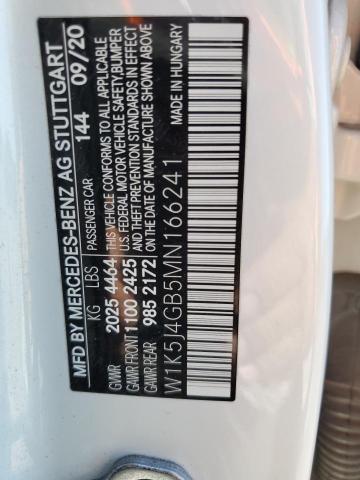 MFD BY MERCEDES-BENZ AG STUTTGART
144 09/20
KG LBS PASSENGER CAR
GVWR 2025 4464
GAWR FRONT 1100 2425
GAWR REAR 985 2172
THIS VEHICLE CONFORMS TO ALL APPLICABLE
U.S. FEDERAL MOTOR VEHICLE SAFETY, BUMPER
AND THEFT PREVENTION STANDARDS IN EFFECT
ON THE DATE OF MANUFACTURE SHOWN ABOVE
MADE IN HUNGARY
W1K5J4GB5MN166241